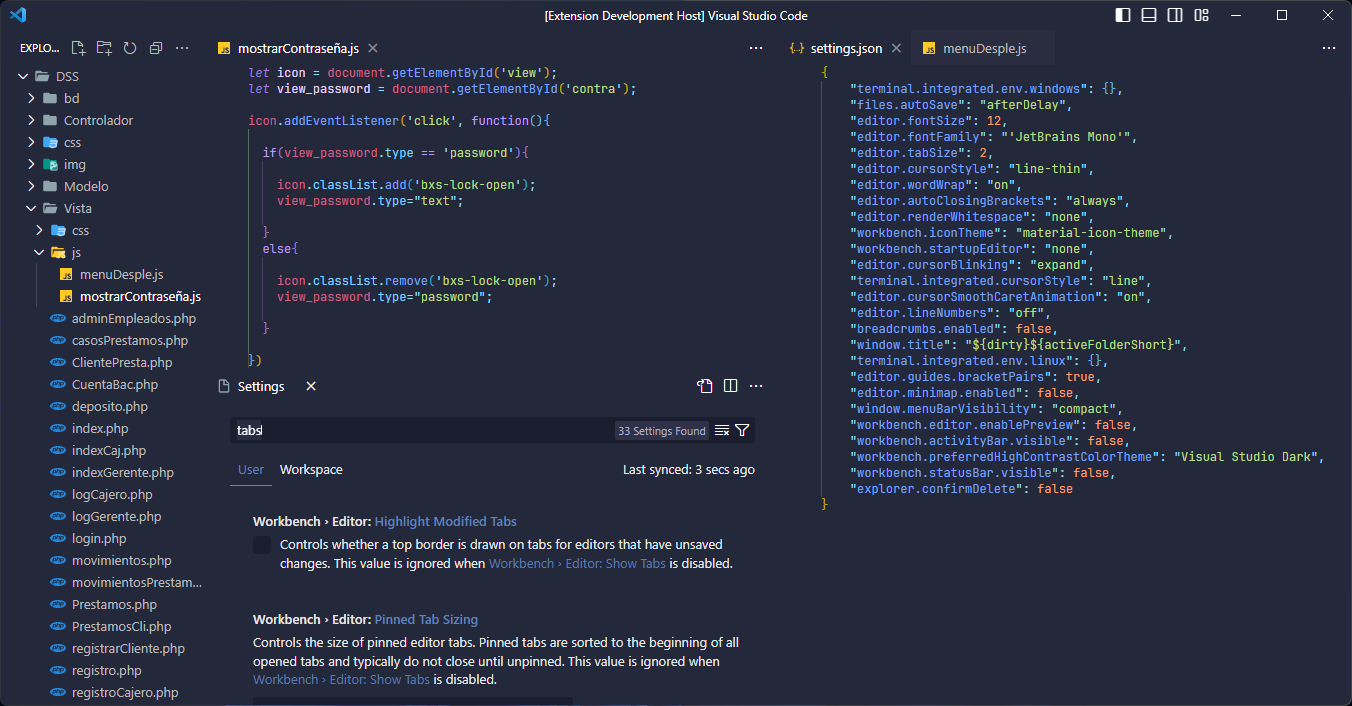 [Extension Development Host] Visual Studio Code
EXPLO...
DSS
bd
Controlador
css
img
Modelo
Vista
css
js
menuDesple.js
mostrarContraseña.js
adminEmpleados.php
casosPrestamos.php
ClientePresta.php
CuentaBac.php
deposito.php
index.php
indexCaj.php
indexGerente.php
logCajero.php
logGerente.php
login.php
movimientos.php
movimientosPrestam...
Prestamos.php
PrestamosCli.php
registrarCliente.php
registro.php
registroCajero.php
JS mostrarContraseña.js
let icon = document.getElementById('view');
let view_password = document.getElementById('contra');
icon.addEventListener('click', function(){
if(view_password.type == 'password'){
icon.classList.add('bxs-lock-open');
view_password.type="text";
}
else{
icon.classList.remove('bxs-lock-open');
view_password.type="password";
}
})
Settings
tabs
33 Settings Found
User Workspace
Last synced: 3 secs ago
Workbench › Editor: Highlight Modified Tabs
Controls whether a top border is drawn on tabs for editors that have unsaved
changes. This value is ignored when Workbench › Editor: Show Tabs is disabled.
Workbench › Editor: Pinned Tab Sizing
Controls the size of pinned editor tabs. Pinned tabs are sorted to the beginning of all
opened tabs and typically do not close until unpinned. This value is ignored when
Workbench › Editor: Show Tabs is disabled.
{..} settings.json
JS menuDesple.js
{
"terminal.integrated.env.windows": {},
"files.autoSave": "afterDelay",
"editor.fontSize": 12,
"editor.fontFamily": "'JetBrains Mono'",
"editor.tabSize": 2,
"editor.cursorStyle": "line-thin",
"editor.wordWrap": "on",
"editor.autoClosingBrackets": "always",
"editor.renderWhitespace": "none",
"workbench.iconTheme": "material-icon-theme",
"workbench.startupEditor": "none",
"editor.cursorBlinking": "expand",
"terminal.integrated.cursorStyle": "line",
"editor.cursorSmoothCaretAnimation": "on",
"editor.lineNumbers": "off",
"breadcrumbs.enabled": false,
"window.title": "${dirty}${activeFolderShort}",
"terminal.integrated.env.linux": {},
"editor.guides.bracketPairs": true,
"editor.minimap.enabled": false,
"window.menuBarVisibility": "compact",
"workbench.editor.enablePreview": false,
"workbench.activityBar.visible": false,
"workbench.preferredHighContrastColorTheme": "Visual Studio Dark",
"workbench.statusBar.visible": false,
"explorer.confirmDelete": false
}